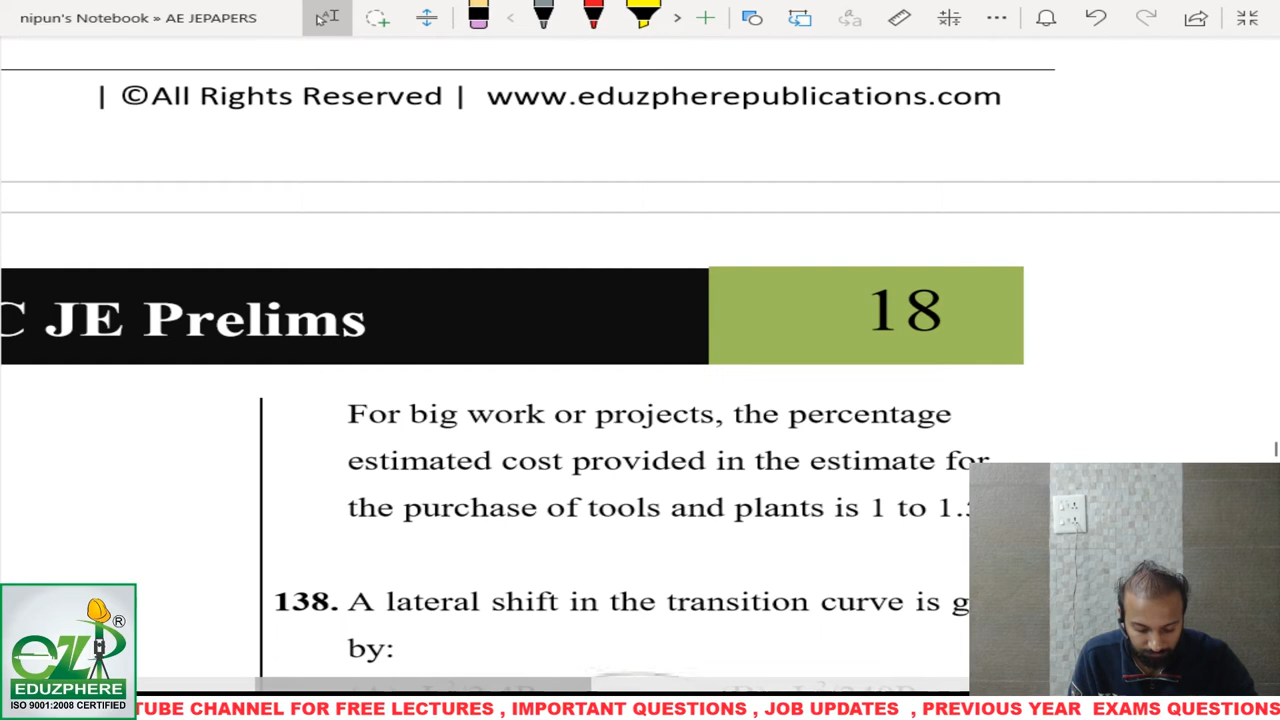 nipun's Notebook » AE JEPAPERS
| ©All Rights Reserved | www.eduzpherepublications.com
JE Prelims
18
For big work or projects, the percentage
estimated cost provided in the estimate for
the purchase of tools and plants is 1 to
138. A lateral shift in the transition curve is
by:
®
EZP
EDUZPHERE
ISO 9001:2008 CERTIFIED
TUBE CHANNEL FOR FREE LECTURES , IMPORTANT QUESTIONS , JOB UPDATES , PREVIOUS YEAR EXAMS QUESTIONS